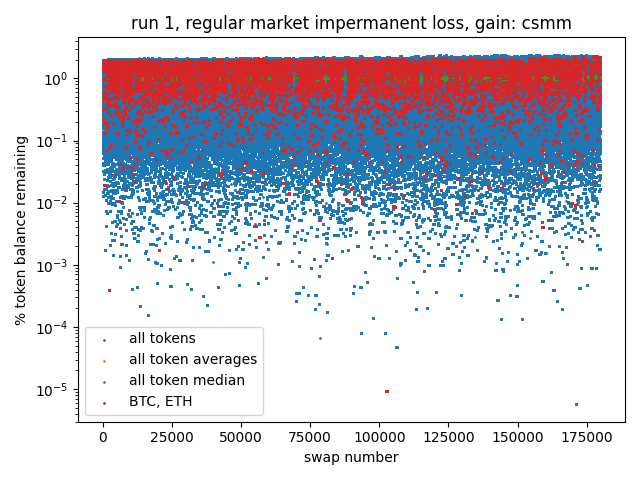 run 1, regular market impermanent loss, gain: csmm
% token balance remaining
10⁰
10⁻¹
10⁻²
10⁻³
10⁻⁴
10⁻⁵
all tokens
all token averages
all token median
BTC, ETH
0 25000 50000 75000 100000 125000 150000 175000
swap number